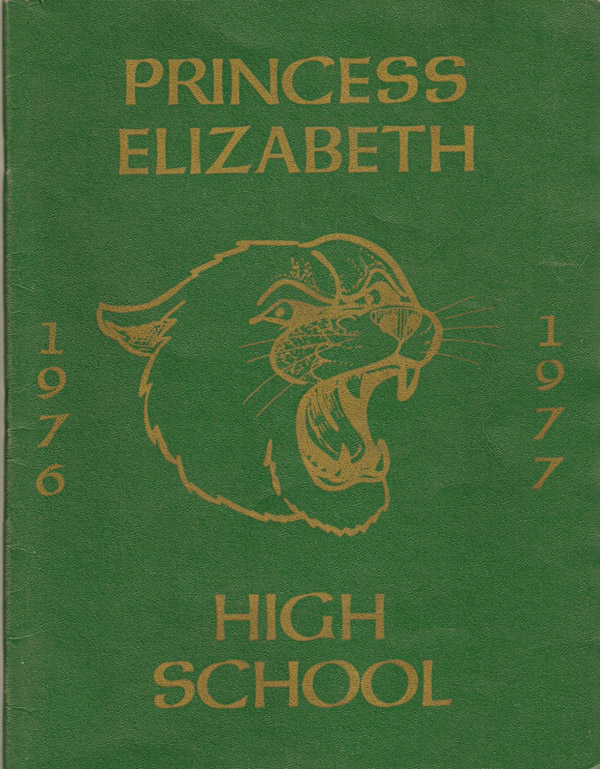 PRINCESS
ELIZABETH
1976
1977
HIGH
SCHOOL